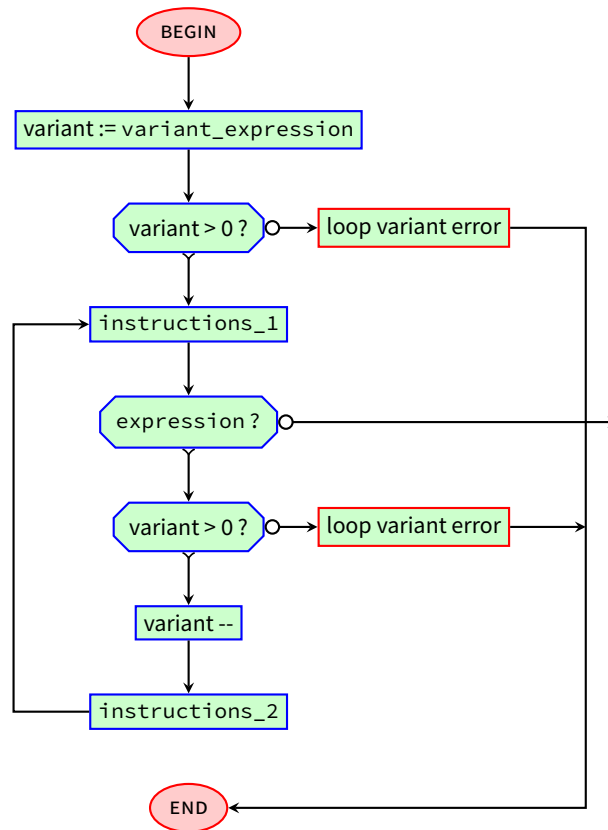 BEGIN
variant := variant_expression
variant > 0 ?
loop variant error
instructions_1
expression ?
variant > 0 ?
loop variant error
variant --
instructions_2
END